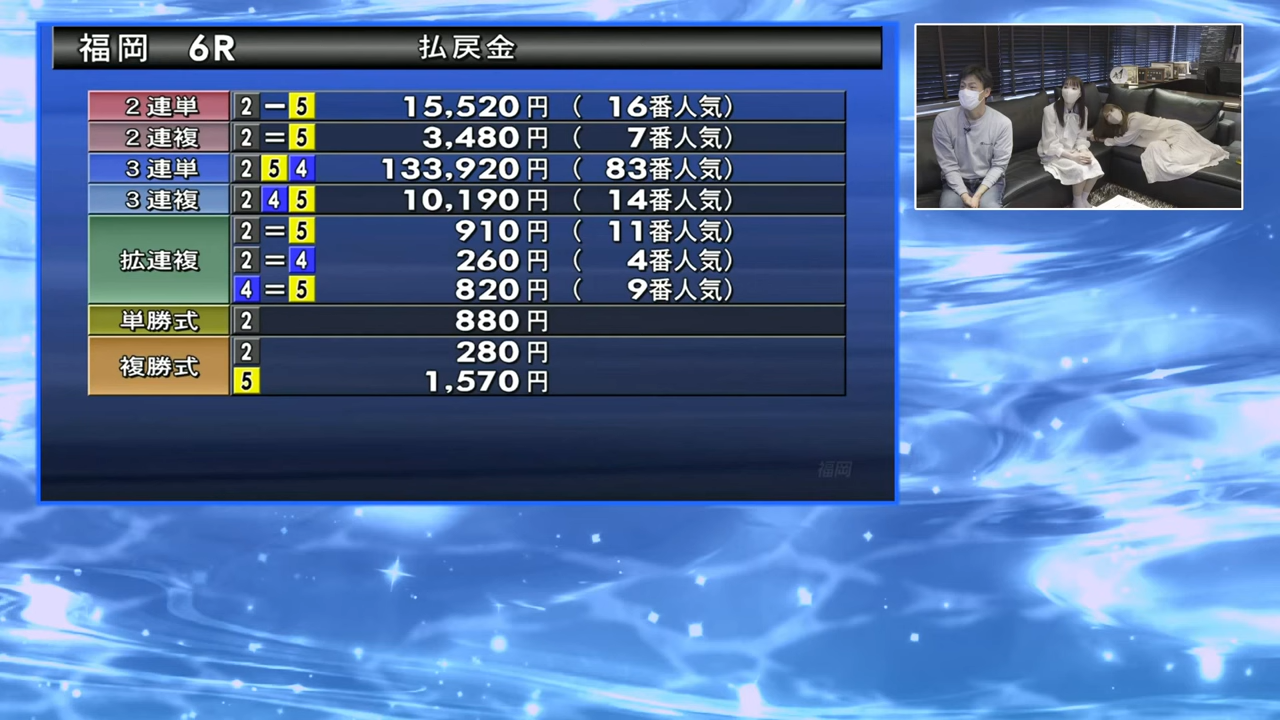 福岡 6R 払戻金
2連単 2-5 15,520円 ( 16番人気)
2連複 2=5 3,480円 ( 7番人気)
3連単 2 5 4 133,920円 ( 83番人気)
3連複 2 4 5 10,190円 ( 14番人気)
拡連複 2=5 910円 ( 11番人気)
2=4 260円 ( 4番人気)
4=5 820円 ( 9番人気)
単勝式 2 880円
複勝式 2 280円
5 1,570円
福岡